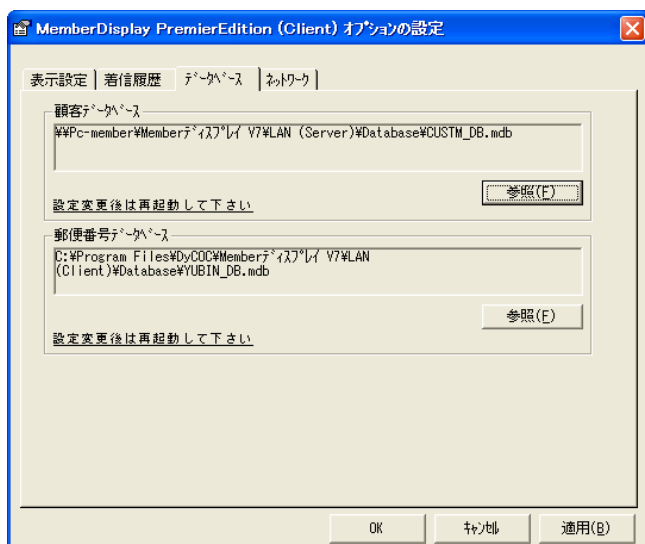 MemberDisplay PremierEdition (Client) ｵﾌﾟｼｮﾝの設定
表示設定 着信履歴 ﾃﾞｰﾀﾍﾞｰｽ ﾈｯﾄﾜｰｸ
顧客ﾃﾞｰﾀﾍﾞｰｽ
¥¥Pc-member¥Memberﾃﾞｨｽﾌﾟﾚｲ V7¥LAN (Server)¥Database¥CUSTM_DB.mdb
参照(F)
設定変更後は再起動して下さい
郵便番号ﾃﾞｰﾀﾍﾞｰｽ
C:¥Program Files¥DyCOC¥Memberﾃﾞｨｽﾌﾟﾚｲ V7¥LAN
(Client)¥Database¥YUBIN_DB.mdb
参照(F)
設定変更後は再起動して下さい
OK ｷｬﾝｾﾙ 適用(B)